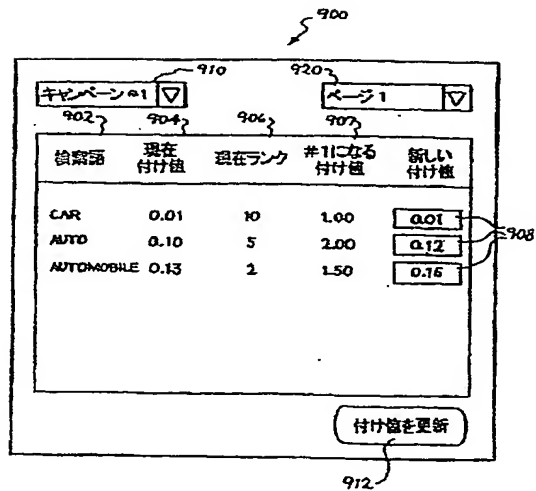 900
910 920
キャンペーン#1 ページ 1
902 904 906 907
検索語 現在付け値 現在ランク #1になる付け値 新しい付け値
CAR 0.01 10 1.00 0.01
AUTO 0.10 5 2.00 0.12
AUTOMOBILE 0.13 2 1.50 0.15
908
付け値を更新
912